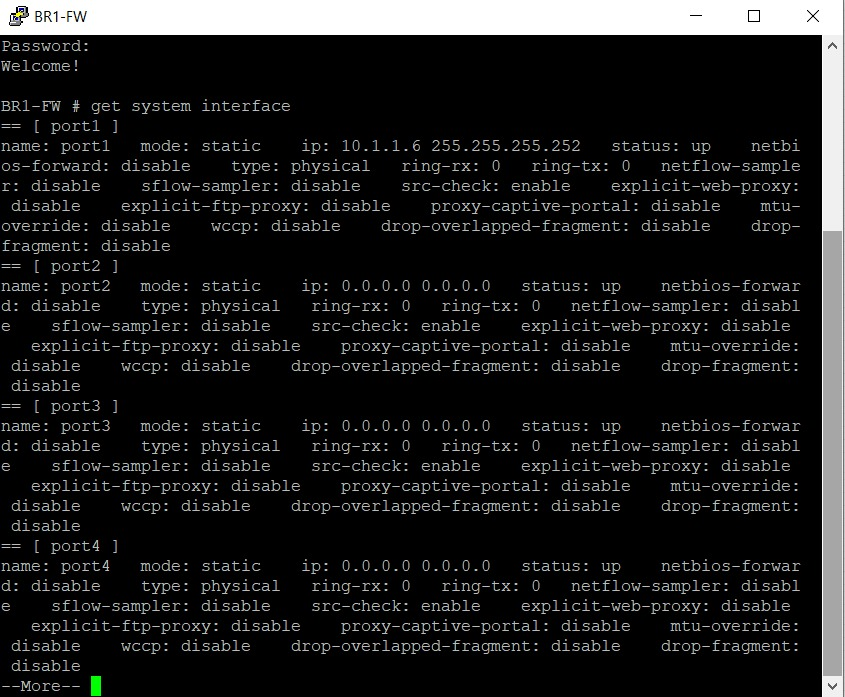 BR1-FW
Password:
Welcome!
BR1-FW # get system interface
== [ port1 ]
name: port1   mode: static    ip: 10.1.1.6 255.255.255.252   status: up    netbi
os-forward: disable    type: physical   ring-rx: 0   ring-tx: 0   netflow-sample
r: disable    sflow-sampler: disable    src-check: enable    explicit-web-proxy:
 disable    explicit-ftp-proxy: disable    proxy-captive-portal: disable    mtu-
override: disable    wccp: disable    drop-overlapped-fragment: disable    drop-
fragment: disable
== [ port2 ]
name: port2   mode: static    ip: 0.0.0.0 0.0.0.0   status: up    netbios-forwar
d: disable    type: physical   ring-rx: 0   ring-tx: 0   netflow-sampler: disabl
e    sflow-sampler: disable    src-check: enable    explicit-web-proxy: disable
   explicit-ftp-proxy: disable    proxy-captive-portal: disable    mtu-override:
 disable    wccp: disable    drop-overlapped-fragment: disable    drop-fragment:
 disable
== [ port3 ]
name: port3   mode: static    ip: 0.0.0.0 0.0.0.0   status: up    netbios-forwar
d: disable    type: physical   ring-rx: 0   ring-tx: 0   netflow-sampler: disabl
e    sflow-sampler: disable    src-check: enable    explicit-web-proxy: disable
   explicit-ftp-proxy: disable    proxy-captive-portal: disable    mtu-override:
 disable    wccp: disable    drop-overlapped-fragment: disable    drop-fragment:
 disable
== [ port4 ]
name: port4   mode: static    ip: 0.0.0.0 0.0.0.0   status: up    netbios-forwar
d: disable    type: physical   ring-rx: 0   ring-tx: 0   netflow-sampler: disabl
e    sflow-sampler: disable    src-check: enable    explicit-web-proxy: disable
   explicit-ftp-proxy: disable    proxy-captive-portal: disable    mtu-override:
 disable    wccp: disable    drop-overlapped-fragment: disable    drop-fragment:
 disable
--More--